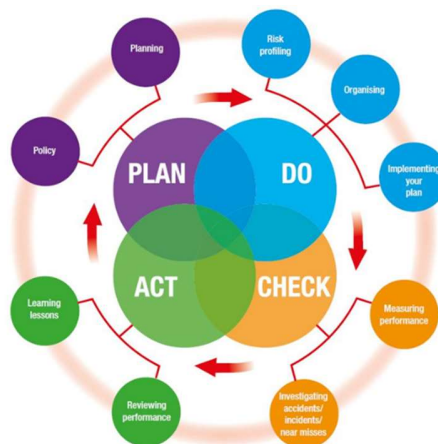 Planning
Risk
profiling
Organising
Policy
PLAN
DO
Implementing
your
plan
ACT
CHECK
Learning
lessons
Measuring
performance
Reviewing
performance
Investigating
accidents/
incidents/
near misses